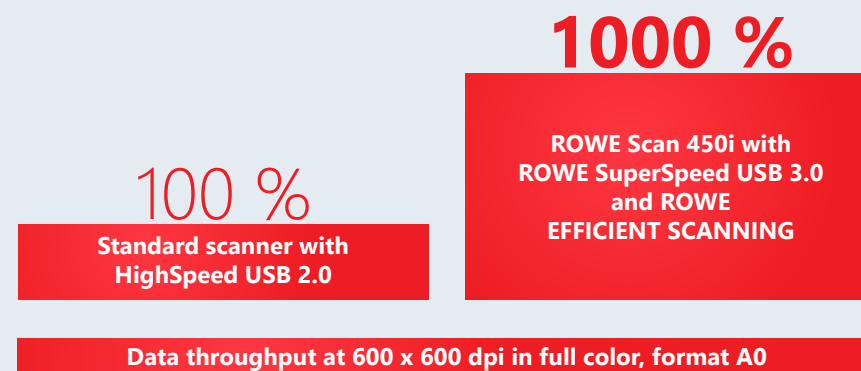 1000 %
ROWE Scan 450i with
ROWE SuperSpeed USB 3.0
and ROWE
EFFICIENT SCANNING
100 %
Standard scanner with
HighSpeed USB 2.0
Data throughput at 600 x 600 dpi in full color, format A0